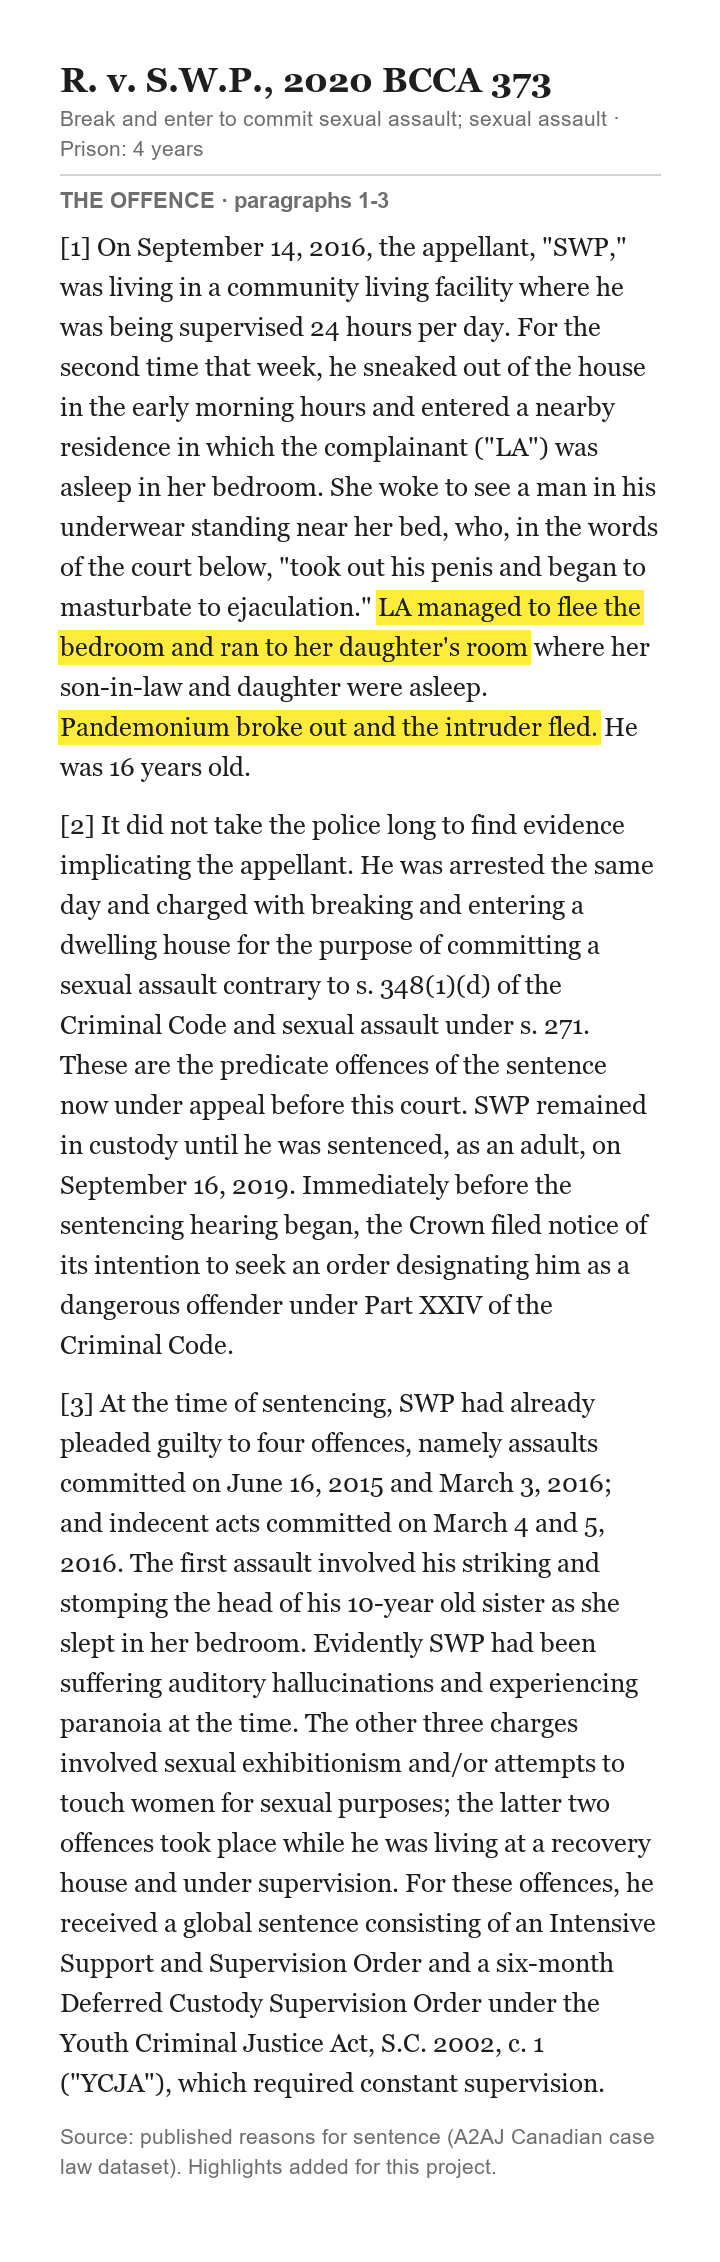 R. v. S.W.P., 2020 BCCA 373
Break and enter to commit sexual assault; sexual assault ·
Prison: 4 years
THE OFFENCE · paragraphs 1-3
[1] On September 14, 2016, the appellant, "SWP,"
was living in a community living facility where he
was being supervised 24 hours per day. For the
second time that week, he sneaked out of the house
in the early morning hours and entered a nearby
residence in which the complainant ("LA") was
asleep in her bedroom. She woke to see a man in his
underwear standing near her bed, who, in the words
of the court below, "took out his penis and began to
masturbate to ejaculation." LA managed to flee the
bedroom and ran to her daughter's room where her
son-in-law and daughter were asleep.
Pandemonium broke out and the intruder fled. He
was 16 years old.
[2] It did not take the police long to find evidence
implicating the appellant. He was arrested the same
day and charged with breaking and entering a
dwelling house for the purpose of committing a
sexual assault contrary to s. 348(1)(d) of the
Criminal Code and sexual assault under s. 271.
These are the predicate offences of the sentence
now under appeal before this court. SWP remained
in custody until he was sentenced, as an adult, on
September 16, 2019. Immediately before the
sentencing hearing began, the Crown filed notice of
its intention to seek an order designating him as a
dangerous offender under Part XXIV of the
Criminal Code.
[3] At the time of sentencing, SWP had already
pleaded guilty to four offences, namely assaults
committed on June 16, 2015 and March 3, 2016;
and indecent acts committed on March 4 and 5,
2016. The first assault involved his striking and
stomping the head of his 10-year old sister as she
slept in her bedroom. Evidently SWP had been
suffering auditory hallucinations and experiencing
paranoia at the time. The other three charges
involved sexual exhibitionism and/or attempts to
touch women for sexual purposes; the latter two
offences took place while he was living at a recovery
house and under supervision. For these offences, he
received a global sentence consisting of an Intensive
Support and Supervision Order and a six-month
Deferred Custody Supervision Order under the
Youth Criminal Justice Act, S.C. 2002, c. 1
("YCJA"), which required constant supervision.
Source: published reasons for sentence (A2AJ Canadian case
law dataset). Highlights added for this project.